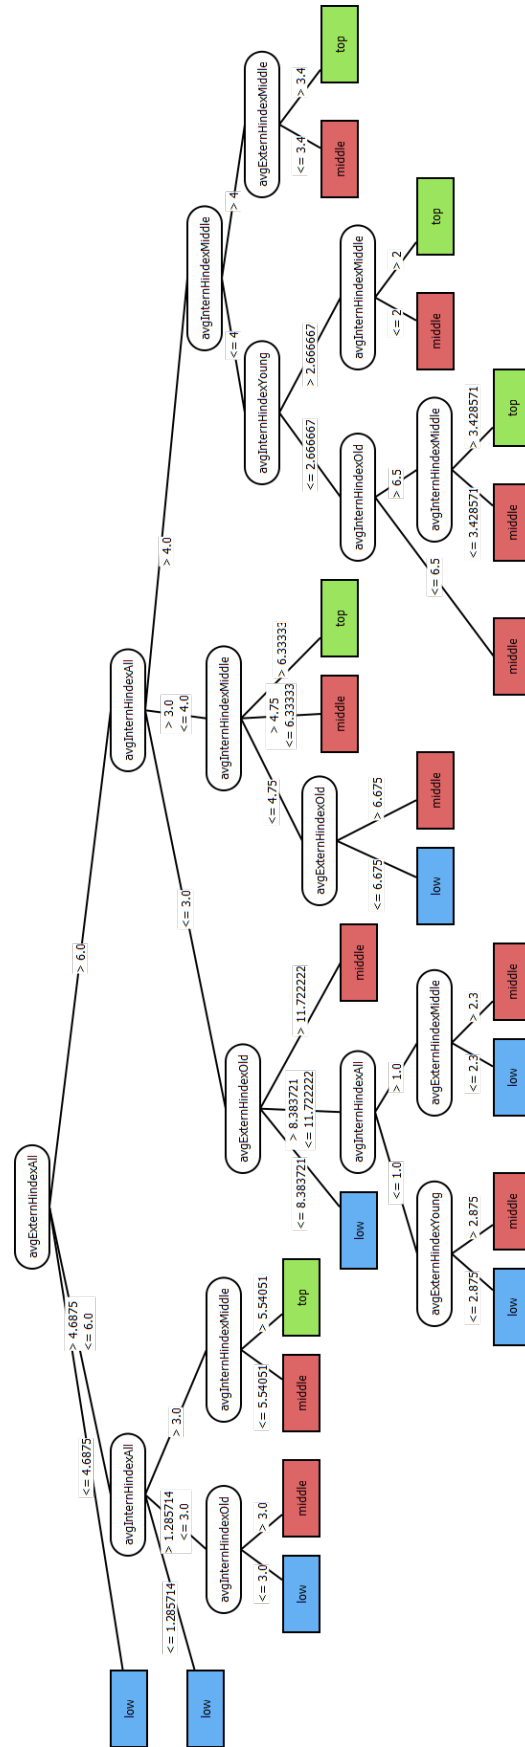 avgExternHindexAll
<= 4.6875
> 4.6875
<= 6.0
> 6.0
low
avgInternHindexAll
avgInternHindexAll
<= 1.285714
> 1.285714
<= 3.0
> 3.0
<= 3.0
> 3.0
<= 4.0
> 4.0
low
avgInternHindexOld
avgInternHindexMiddle
avgExternHindexOld
avgInternHindexMiddle
avgInternHindexMiddle
<= 3.0
> 3.0
<= 5.54051
> 5.54051
<= 8.383721
> 8.383721
<= 11.722222
> 11.722222
<= 4.75
> 4.75
<= 6.33333
> 6.33333
<= 4
> 4
low
middle
middle
top
low
avgInternHindexAll
middle
avgExternHindexOld
middle
top
avgInternHindexYoung
avgExternHindexMiddle
<= 1.0
> 1.0
<= 6.675
> 6.675
<= 2.666667
> 2.666667
<= 3.4
> 3.4
avgExternHindexYoung
avgExternHindexMiddle
low
middle
avgInternHindexOld
avgInternHindexMiddle
middle
top
<= 2.875
> 2.875
<= 2.3
> 2.3
<= 6.5
> 6.5
<= 2
> 2
low
middle
low
middle
middle
avgInternHindexMiddle
middle
top
<= 3.428571
> 3.428571
middle
top